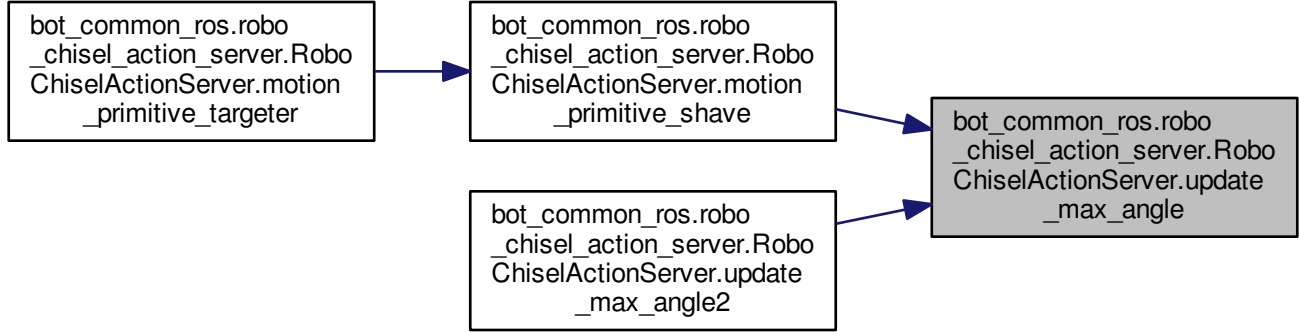 bot_common_ros.robo
_chisel_action_server.Robo
ChiselActionServer.motion
_primitive_targeter
bot_common_ros.robo
_chisel_action_server.Robo
ChiselActionServer.motion
_primitive_shave
bot_common_ros.robo
_chisel_action_server.Robo
ChiselActionServer.update
_max_angle2
bot_common_ros.robo
_chisel_action_server.Robo
ChiselActionServer.update
_max_angle